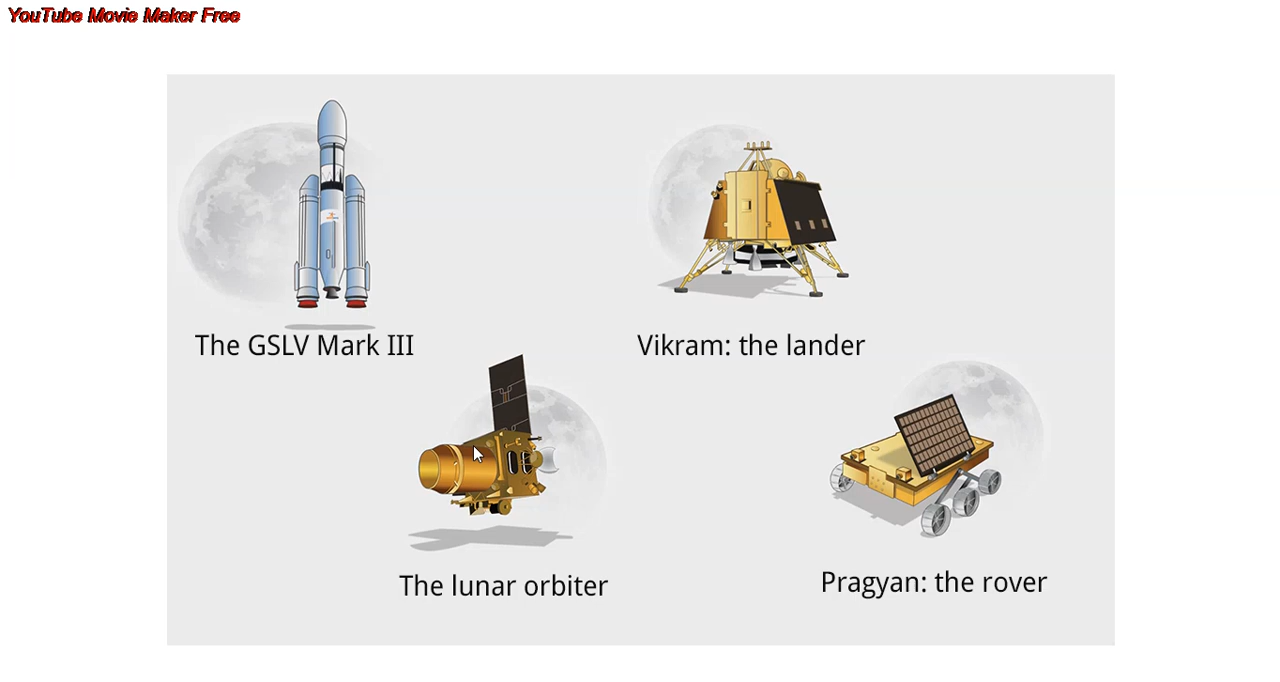 YouTube Movie Maker Free
The GSLV Mark III
Vikram: the lander
The lunar orbiter
Pragyan: the rover